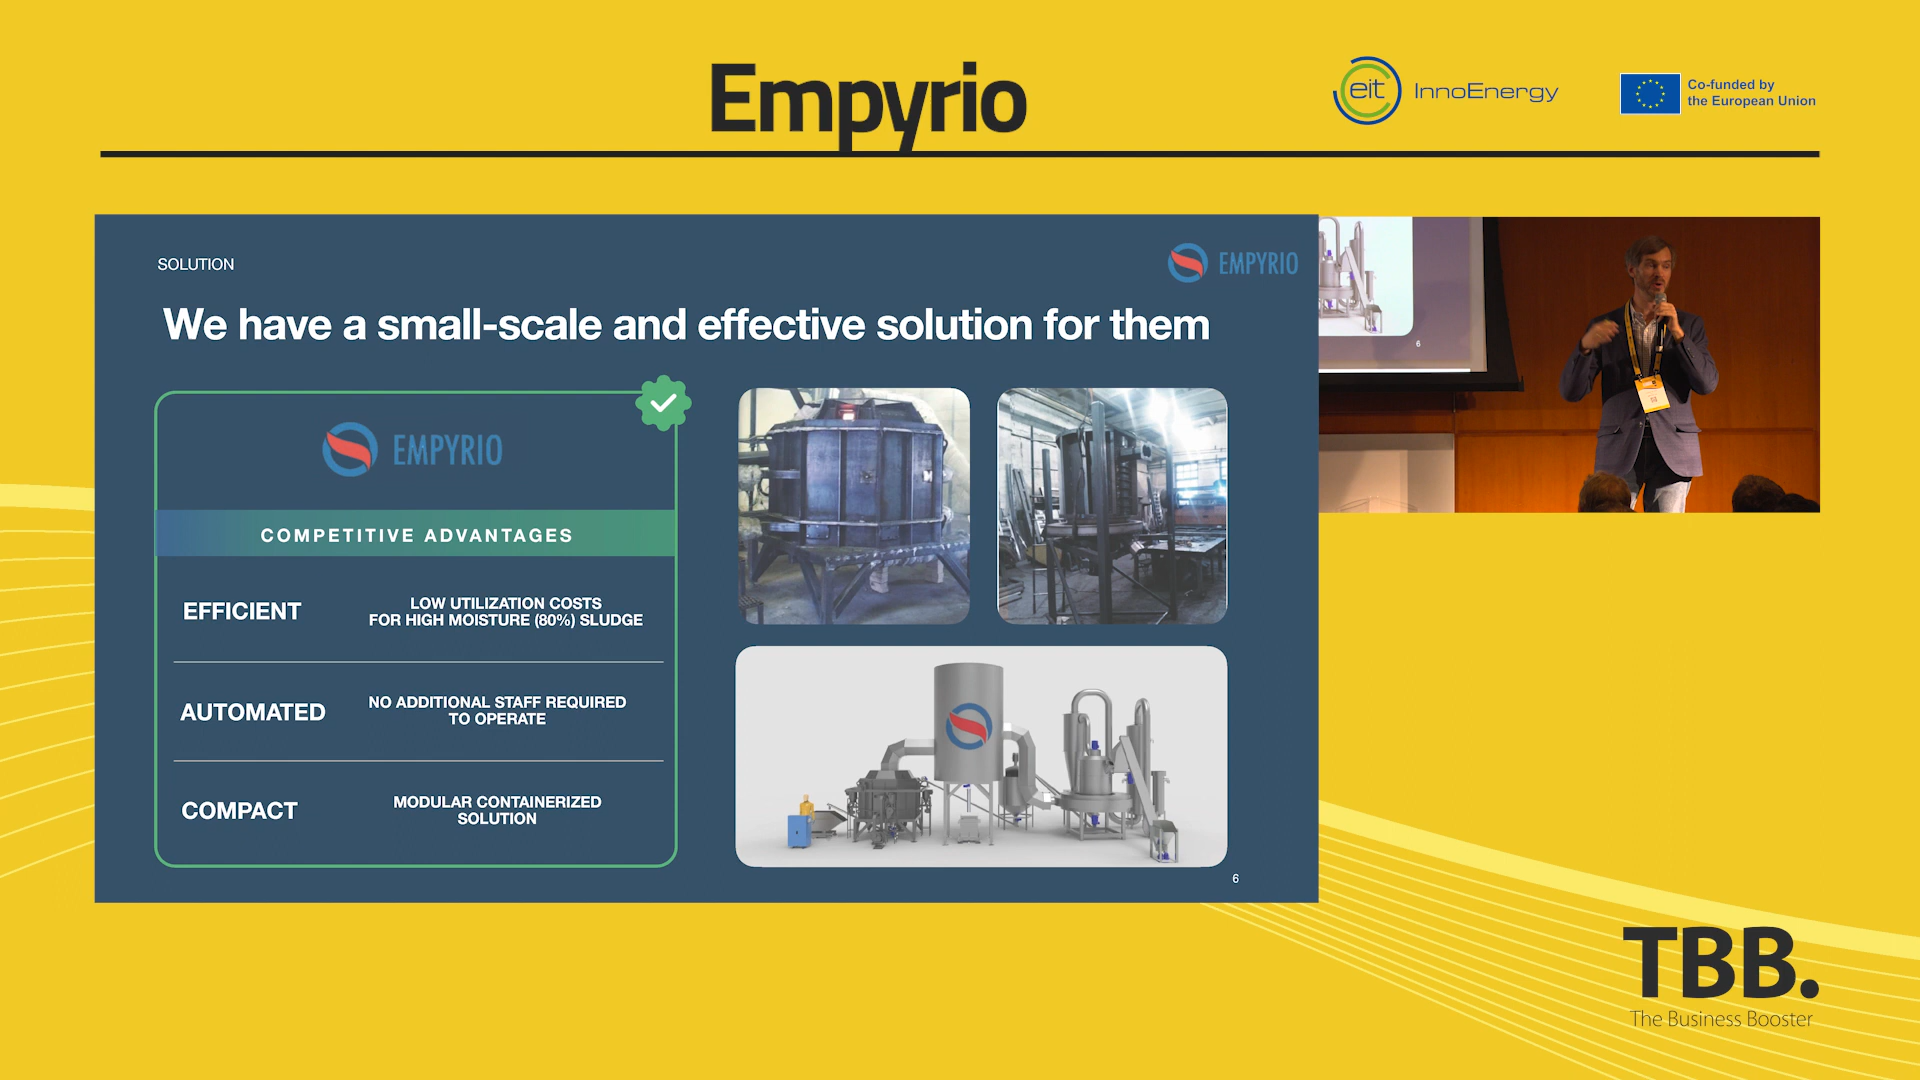 Empyrio
eit InnoEnergy
Co-funded by
the European Union
SOLUTION
EMPYRIO
We have a small-scale and effective solution for them
EMPYRIO
COMPETITIVE ADVANTAGES
EFFICIENT
LOW UTILIZATION COSTS
FOR HIGH MOISTURE (80%) SLUDGE
AUTOMATED
NO ADDITIONAL STAFF REQUIRED
TO OPERATE
COMPACT
MODULAR CONTAINERIZED
SOLUTION
6
6
TBB.
The Business Booster